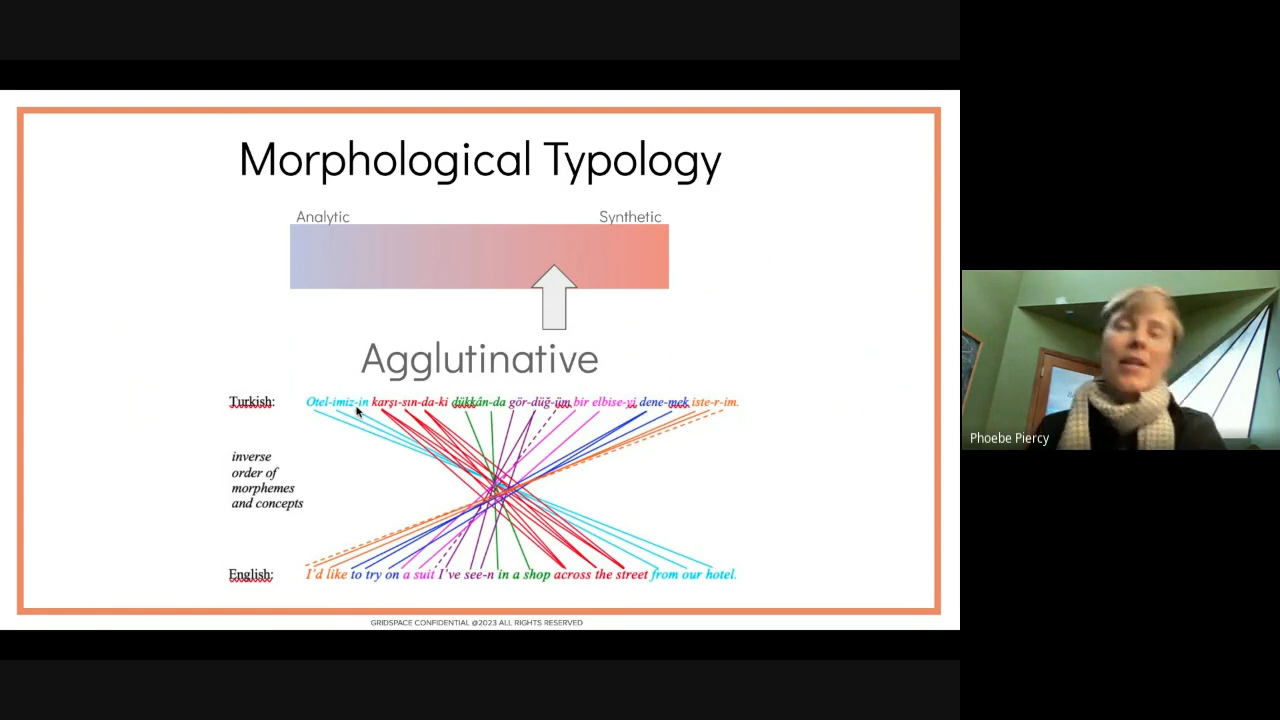 Morphological Typology
Analytic
Synthetic
Agglutinative
Turkish:
Otel-imiz-in karşı-sın-da-ki dükkân-da gör-düğ-üm bir elbise-yi dene-mek iste-r-im.
inverse
order of
morphemes
and concepts
English:
I'd like to try on a suit I've see-n in a shop across the street from our hotel.
GRIDSPACE CONFIDENTIAL @2023 ALL RIGHTS RESERVED
Phoebe Piercy